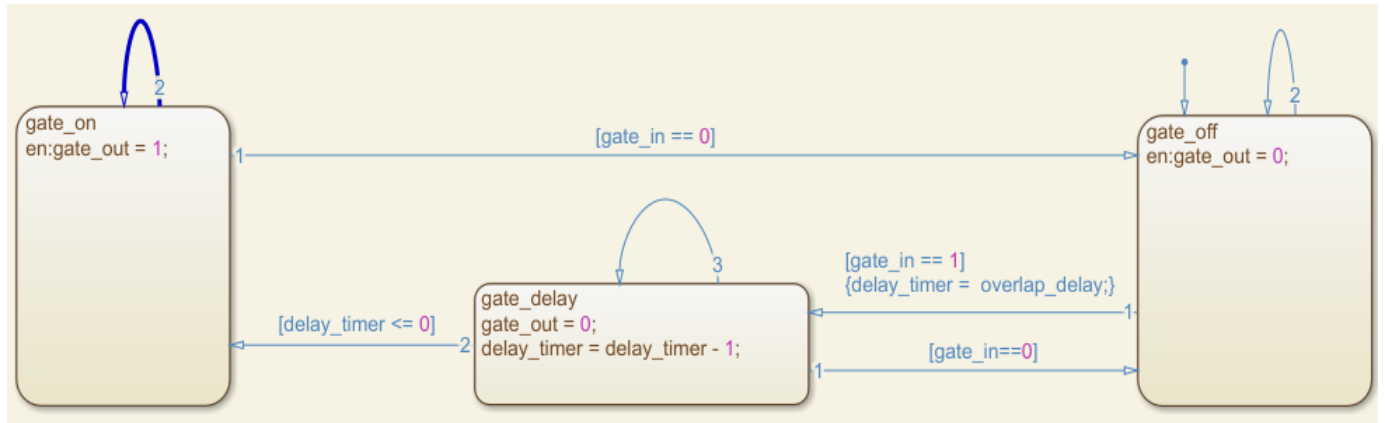 2
gate_on
en:gate_out = 1;
1
[gate_in == 0]
2
gate_off
en:gate_out = 0;
3
gate_delay
gate_out = 0;
delay_timer = delay_timer - 1;
[delay_timer <= 0]
2
[gate_in == 1]
{delay_timer =  overlap_delay;}
1
[gate_in==0]
1